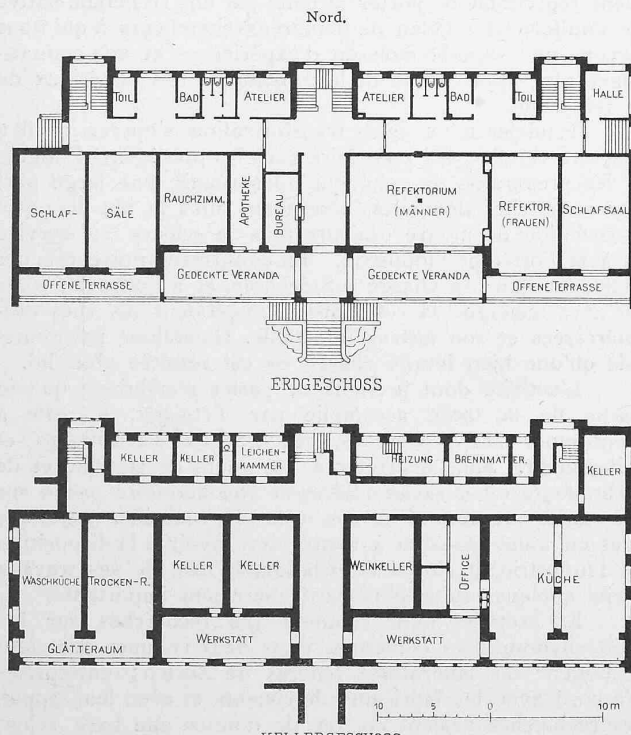 Nord.
TOIL.
BAD
ATELIER
ATELIER
BAD
TOIL.
HALLE
SCHLAF- SÄLE
RAUCHZIMM.
APOTHEKE
BUREAU
REFEKTORIUM
(MÄNNER)
REFEKTOR.
(FRAUEN)
SCHLAFSAAL
OFFENE TERRASSE
GEDECKTE VERANDA
GEDECKTE VERANDA
OFFENE TERRASSE
ERDGESCHOSS
KELLER
KELLER
LEICHEN-
KAMMER
HEIZUNG
BRENNMATER.
KELLER
WASCHKÜCHE
TROCKEN-R.
KELLER
KELLER
WEINKELLER
OFFICE
KÜCHE
GLÄTTERAUM
WERKSTATT
WERKSTATT
10 5 0 10 m
KELLERGESCHOSS